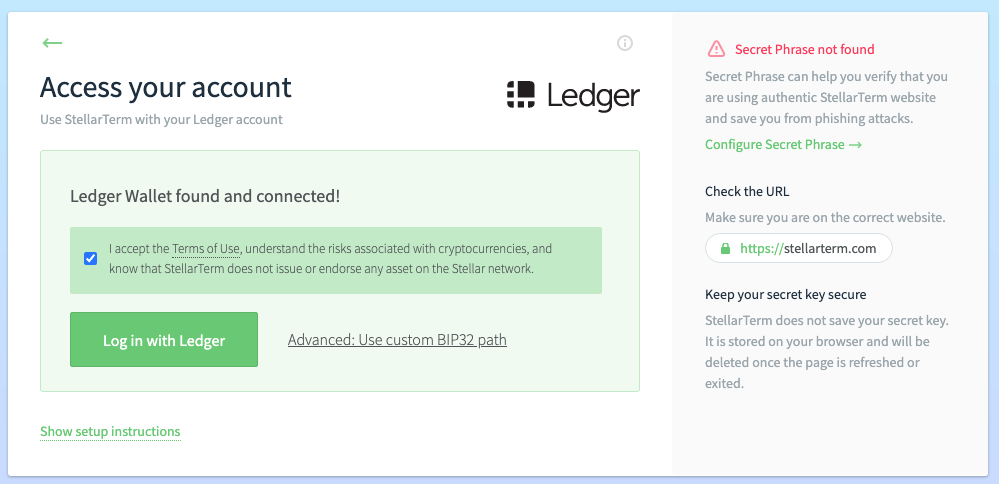 Access your account
Use StellarTerm with your Ledger account
Ledger
Ledger Wallet found and connected!
I accept the Terms of Use, understand the risks associated with cryptocurrencies, and
know that StellarTerm does not issue or endorse any asset on the Stellar network.
Log in with Ledger
Advanced: Use custom BIP32 path
Show setup instructions
Secret Phrase not found
Secret Phrase can help you verify that you
are using authentic StellarTerm website
and save you from phishing attacks.
Configure Secret Phrase →
Check the URL
Make sure you are on the correct website.
https://stellarterm.com
Keep your secret key secure
StellarTerm does not save your secret key.
It is stored on your browser and will be
deleted once the page is refreshed or
exited.